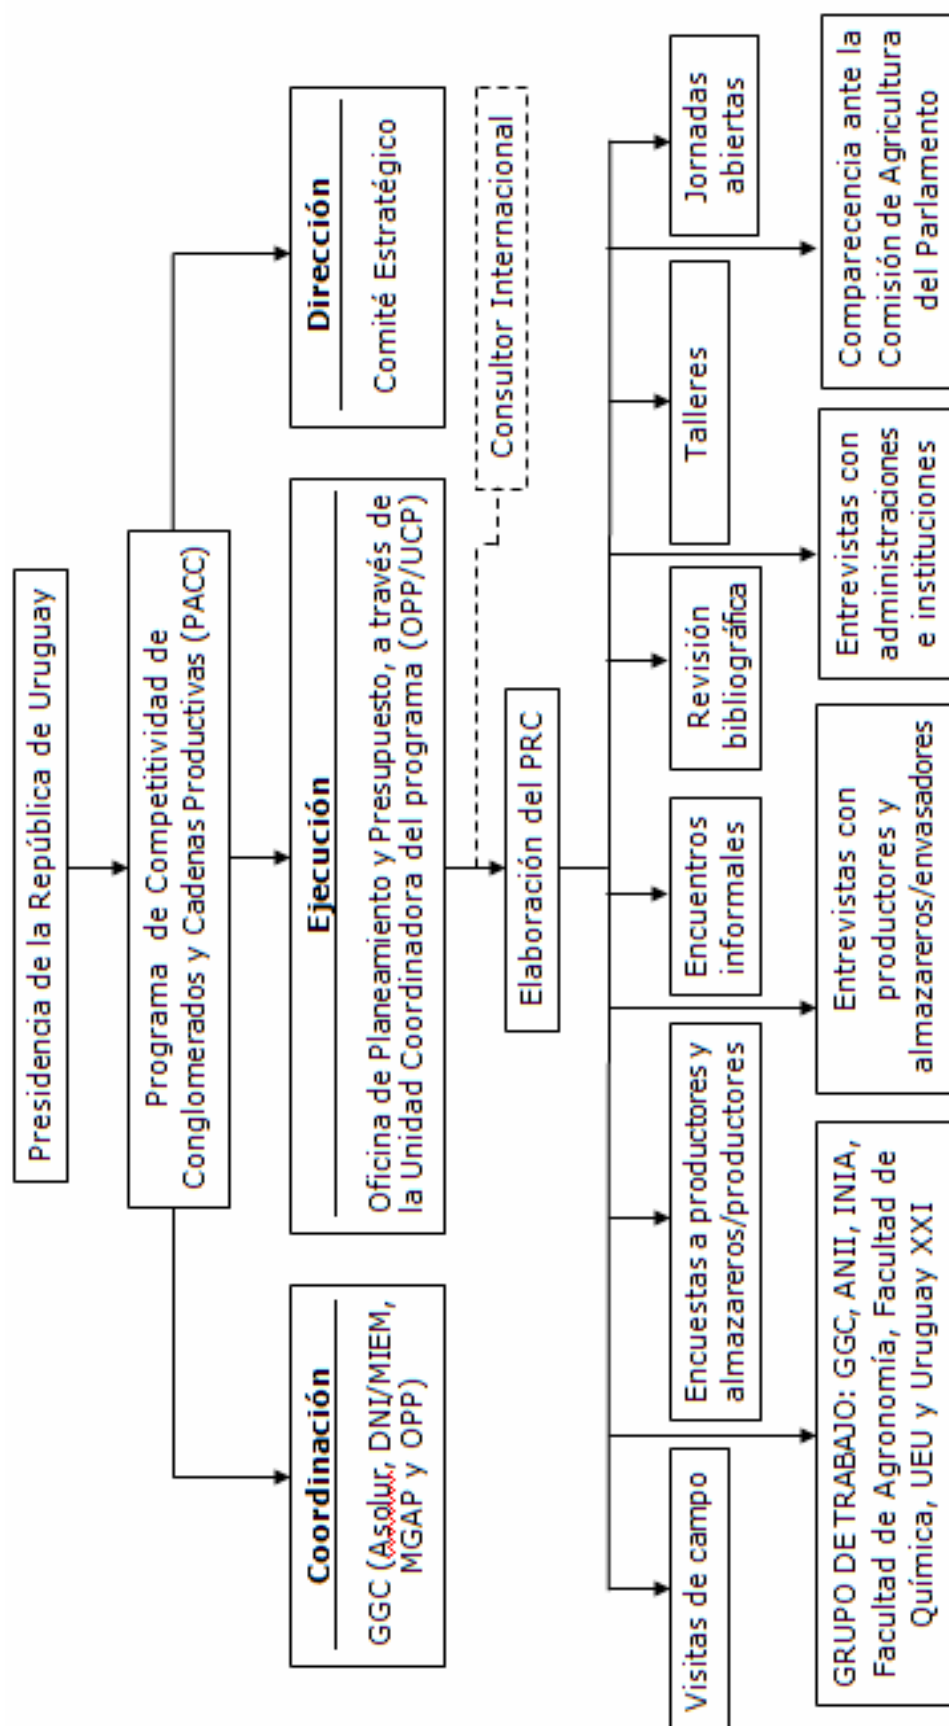 Presidencia de la República de Uruguay
Programa de Competitividad de
Conglomerados y Cadenas Productivas (PACC)
Coordinación
GGC (Asolur, DNI/MIEM,
MGAP y OPP)
Ejecución
Oficina de Planeamiento y Presupuesto, a través de
la Unidad Coordinadora del programa (OPP/UCP)
Dirección
Comité Estratégico
Consultor Internacional
Elaboración del PRC
Visitas de campo
Encuestas a productores y
almazareros/productores
Encuentros
informales
Revisión
bibliográfica
Talleres
Jornadas
abiertas
GRUPO DE TRABAJO: GGC, ANII, INIA,
Facultad de Agronomía, Facultad de
Química, UEU y Uruguay XXI
Entrevistas con
productores y
almazareros/envasadores
Entrevistas con
administraciones
e instituciones
Comparecencia ante la
Comisión de Agricultura
del Parlamento